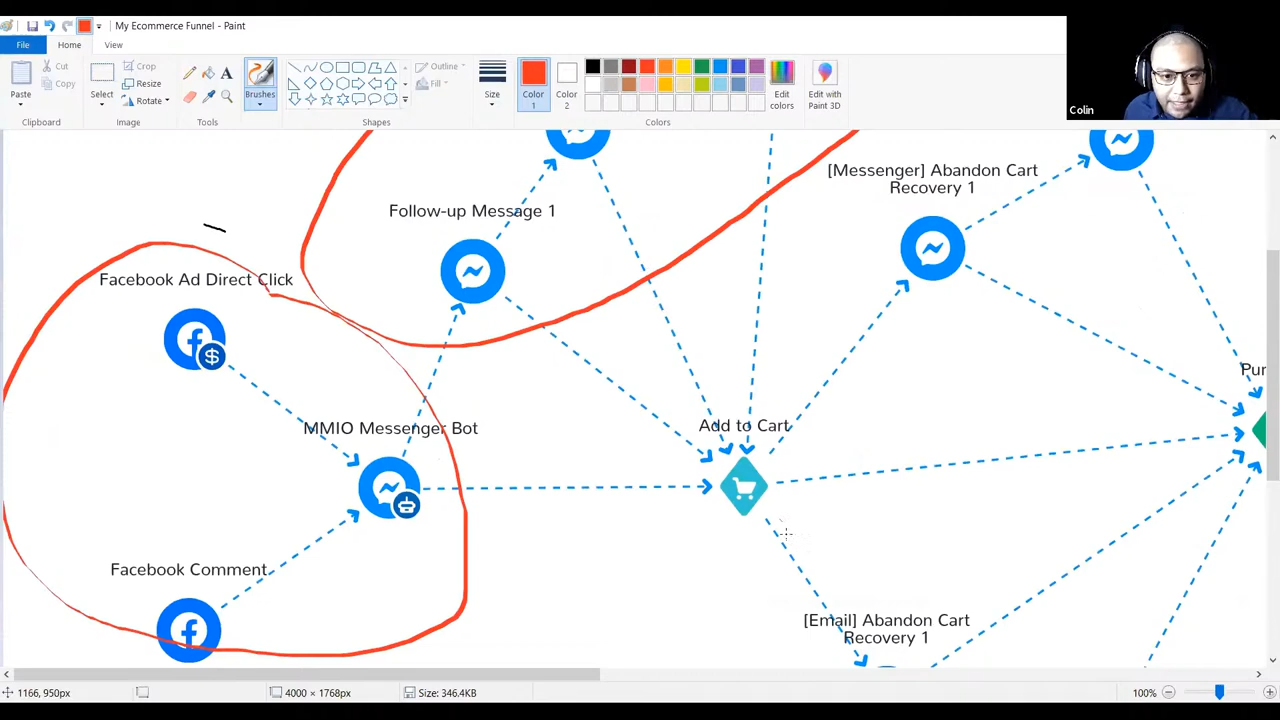 My Ecommerce Funnel - Paint
File
Home
View
Paste
Cut
Copy
Clipboard
Select
Crop
Resize
Rotate
Image
A
Tools
Brushes
Outline
Fill
Shapes
Size
Color
1
Color
2
Edit
colors
Colors
Edit with
Paint 3D
Colin
[Messenger] Abandon Cart
Recovery 1
Follow-up Message 1
Facebook Ad Direct Click
$
Pur
MMIO Messenger Bot
Add to Cart
Facebook Comment
[Email] Abandon Cart
Recovery 1
1166, 950px
4000 × 1768px
Size: 346.4KB
100%